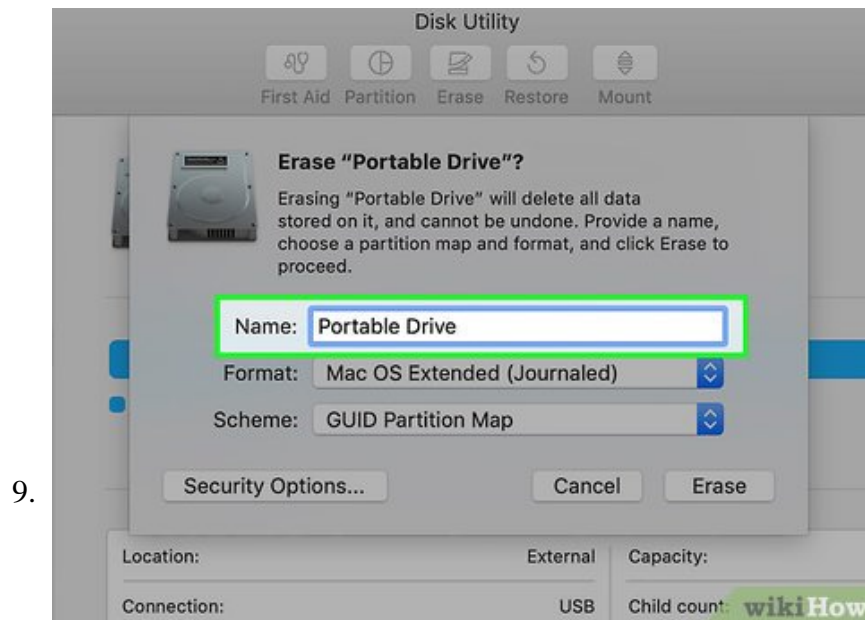 Disk Utility
First Aid Partition Erase Restore Mount
Erase “Portable Drive”?
Erasing “Portable Drive” will delete all data
stored on it, and cannot be undone. Provide a name,
choose a partition map and format, and click Erase to
proceed.
Name: Portable Drive
Format: Mac OS Extended (Journaled)
Scheme: GUID Partition Map
9.
Security Options... Cancel Erase
Location: External Capacity:
Connection: USB Child count:
wikiHow